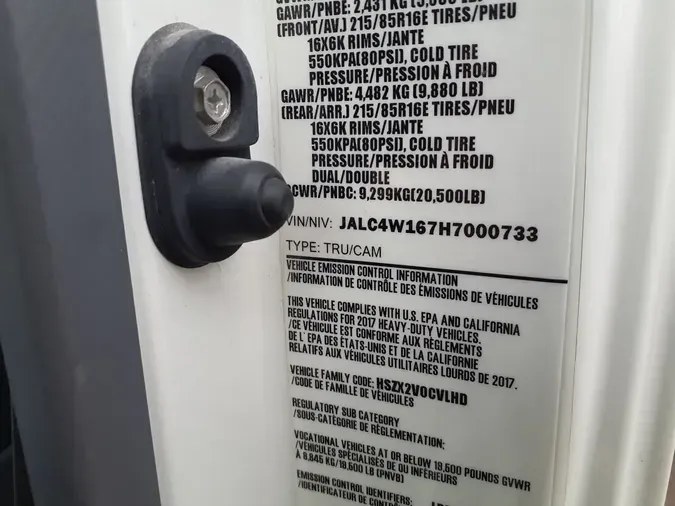 GAWR/PNBE: 2,431 KG
(FRONT/AV.) 215/85R16E TIRES/PNEU
16X6K RIMS/JANTE
550KPA(80PSI), COLD TIRE
PRESSURE/PRESSION À FROID
GAWR/PNBE: 4,482 KG (9,880 LB)
(REAR/ARR.) 215/85R16E TIRES/PNEU
16X6K RIMS/JANTE
550KPA(80PSI), COLD TIRE
PRESSURE/PRESSION À FROID
DUAL/DOUBLE
GCWR/PNBC: 9,299KG(20,500LB)
VIN/NIV: JALC4W167H7000733
TYPE: TRU/CAM
VEHICLE EMISSION CONTROL INFORMATION
/INFORMATION DE CONTRÔLE DES ÉMISSIONS DE VÉHICULES
THIS VEHICLE COMPLIES WITH U.S. EPA AND CALIFORNIA
REGULATIONS FOR 2017 HEAVY-DUTY VEHICLES.
/CE VÉHICULE EST CONFORME AUX RÈGLEMENTS
DE L' EPA DES ÉTATS-UNIS ET DE LA CALIFORNIE
RELATIFS AUX VÉHICULES UTILITAIRES LOURDS DE 2017.
VEHICLE FAMILY CODE: HSZX2VOCVLHD
/CODE DE FAMILLE DE VÉHICULES
REGULATORY SUB CATEGORY
/SOUS-CATÉGORIE DE RÉGLEMENTATION:
VOCATIONAL VEHICLES AT OR BELOW 19,500 POUNDS GVWR
/VÉHICULES SPÉCIALISÉS DE OU INFÉRIEURS
À 8,845 KG/19,500 LB (PNVB)
EMISSION CONTROL IDENTIFIERS:
/IDENTIFICATEUR DE